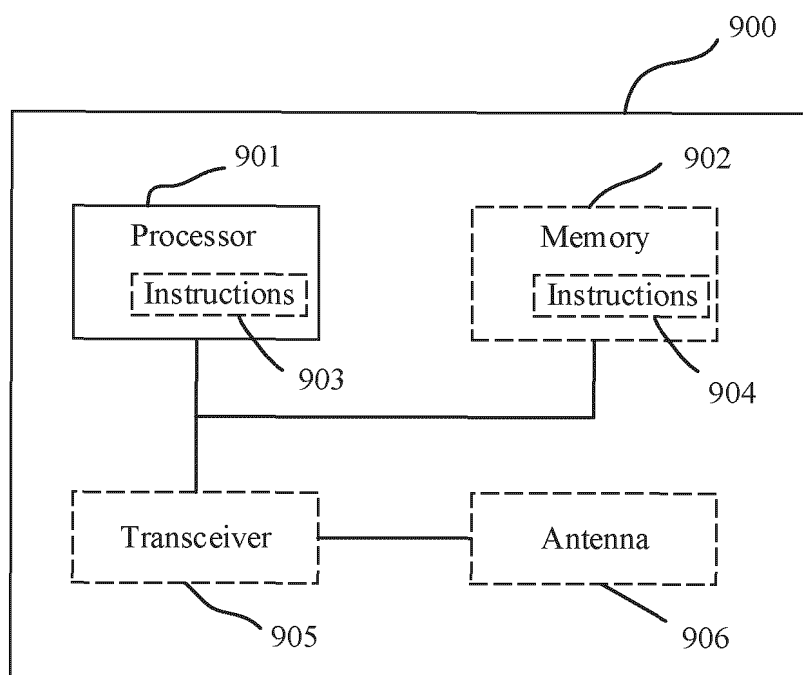 900
901
902
Processor
Memory
Instructions
Instructions
903
904
Transceiver
Antenna
905
906